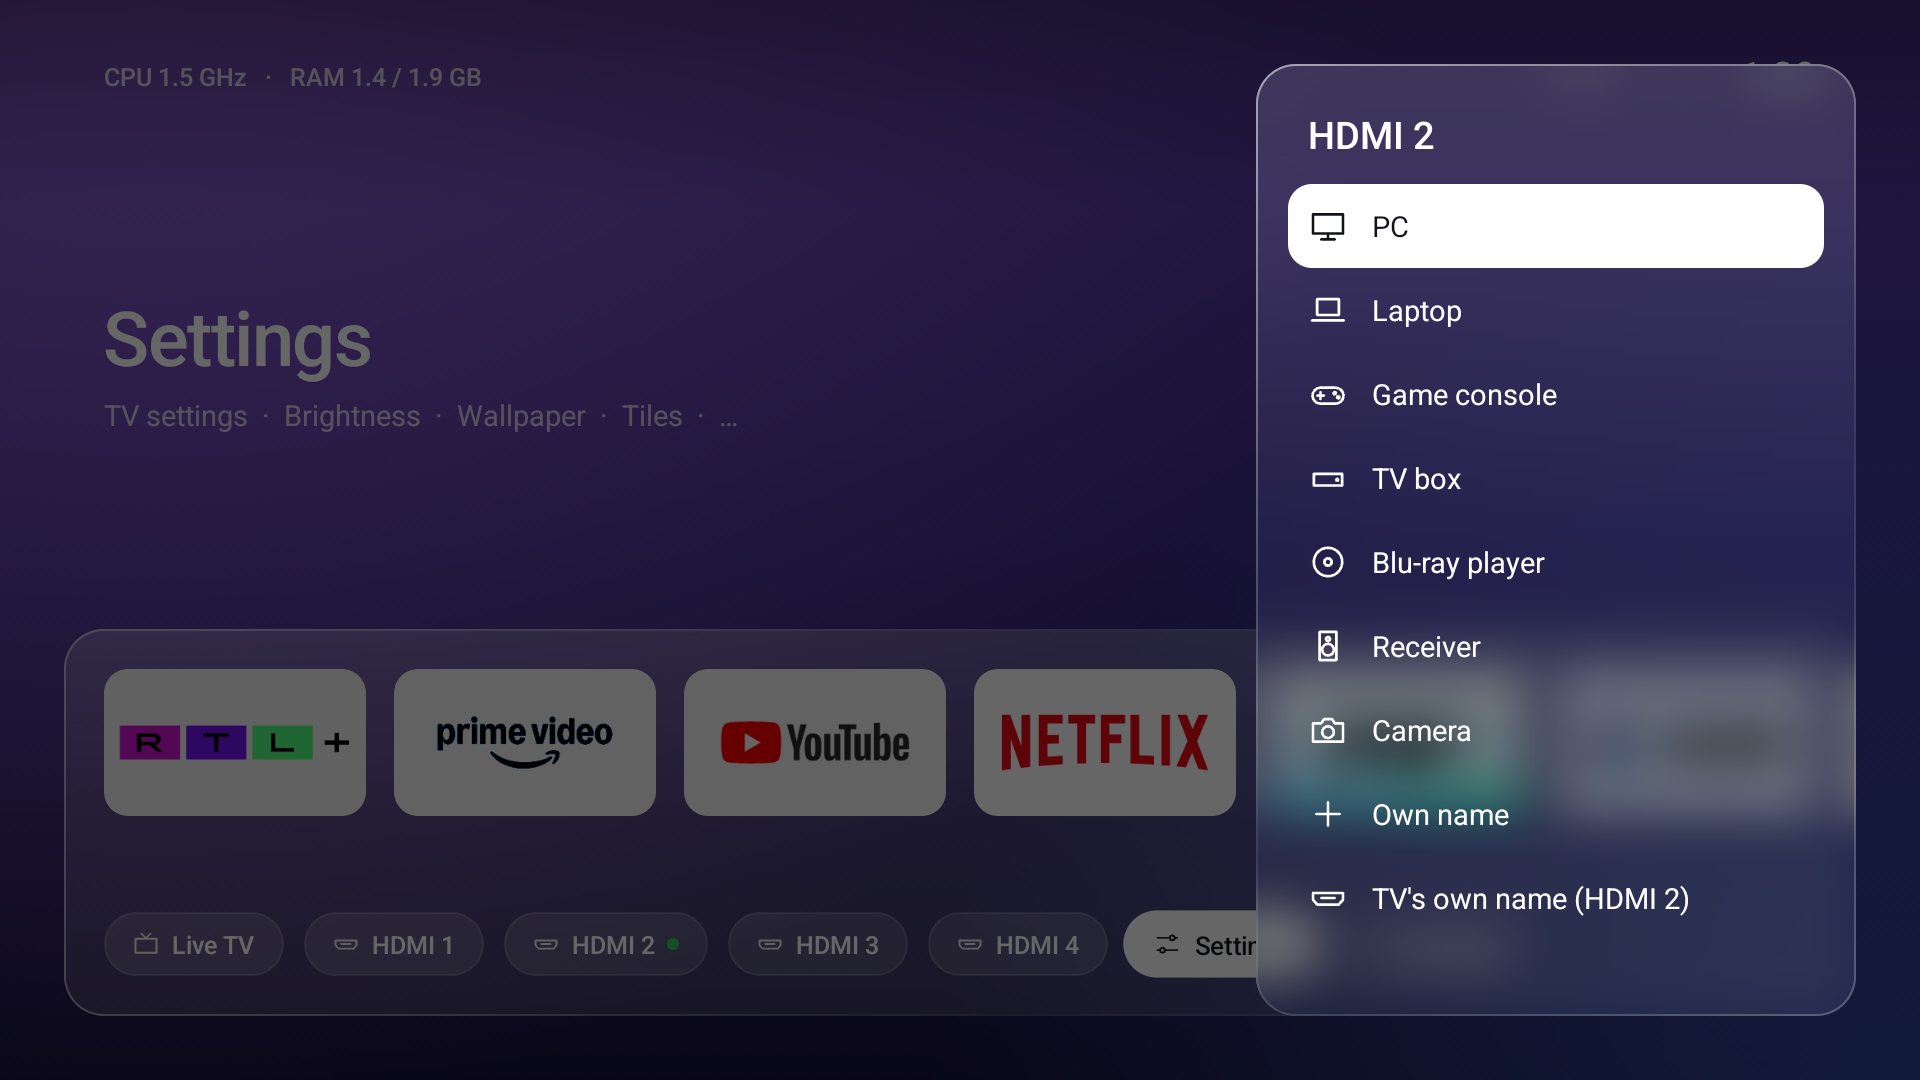 CPU 1.5 GHz · RAM 1.4 / 1.9 GB
Settings
TV settings · Brightness · Wallpaper · Tiles · ...
RTL+
prime video
YouTube
NETFLIX
Live TV
HDMI 1
HDMI 2
HDMI 3
HDMI 4
HDMI 2
PC
Laptop
Game console
TV box
Blu-ray player
Receiver
Camera
Own name
TV's own name (HDMI 2)